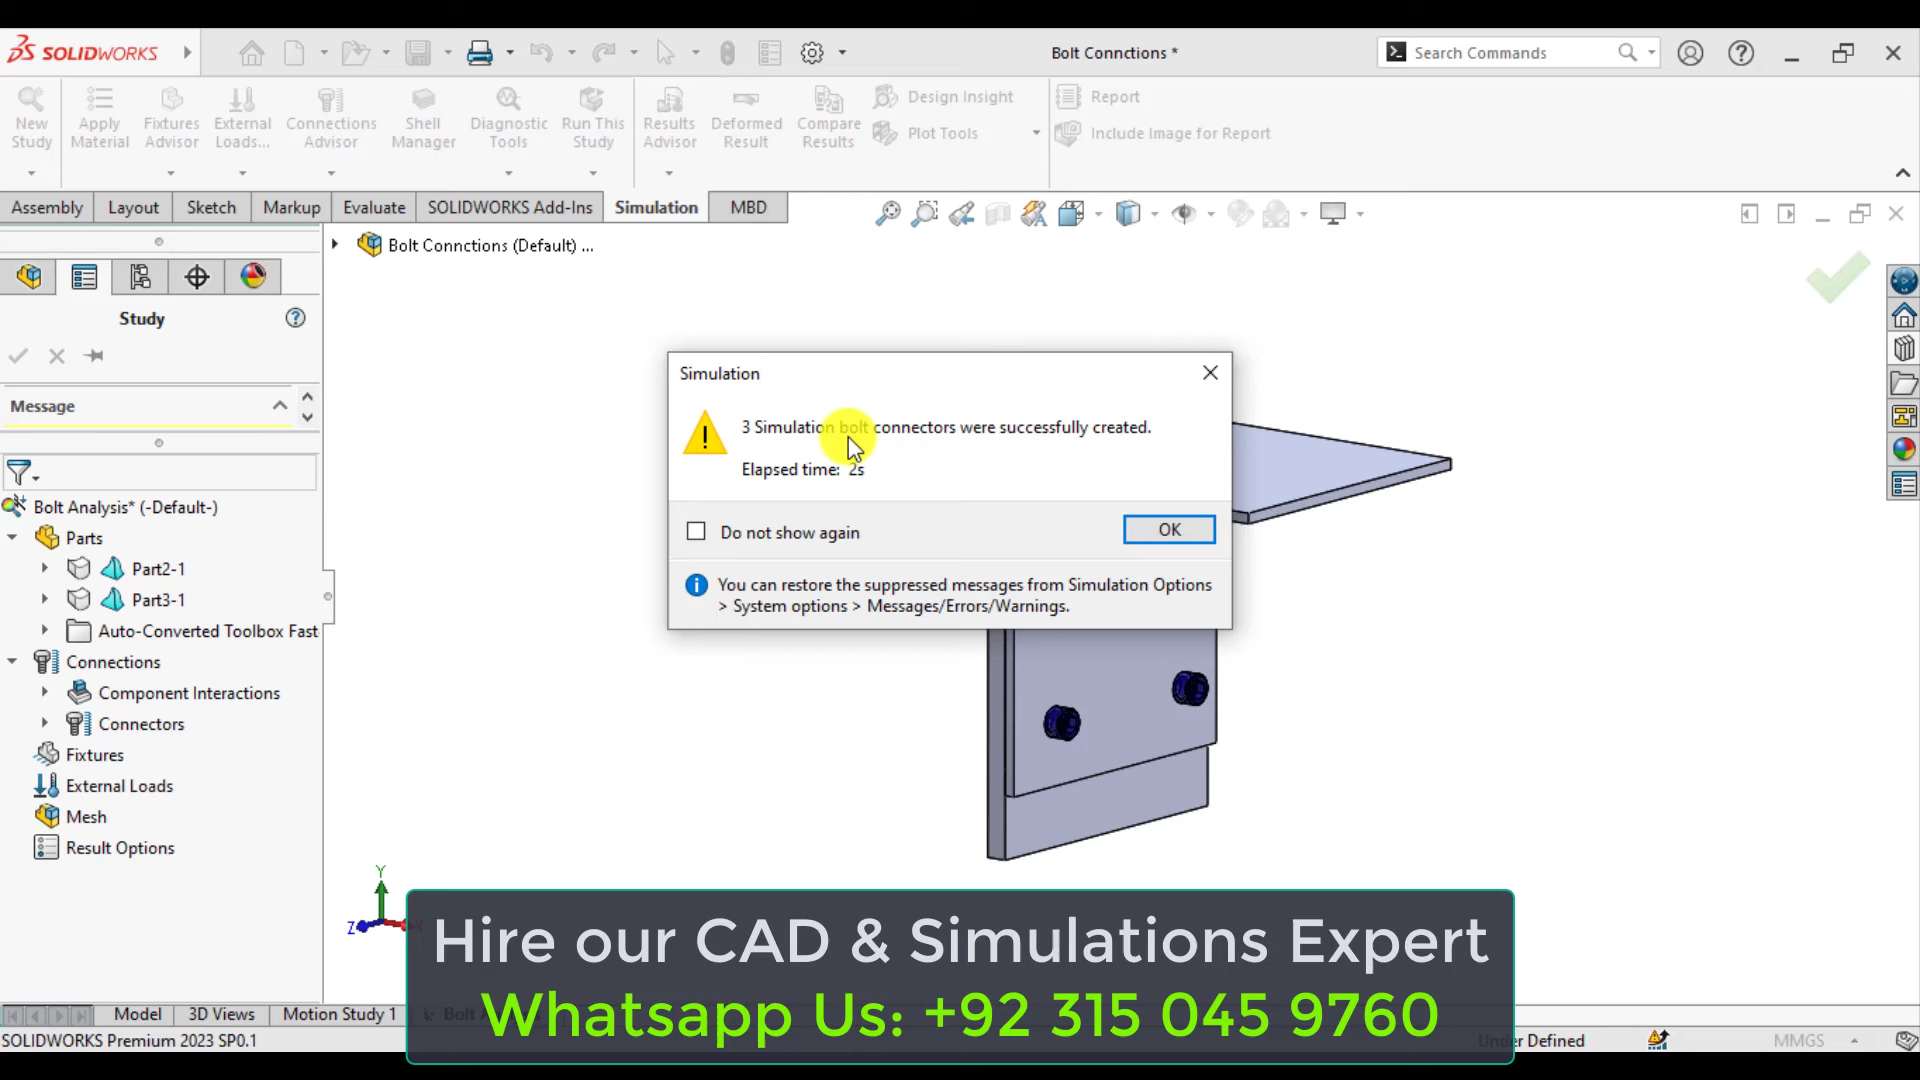 SOLIDWORKS
Bolt Connctions *
Search Commands
New Study
Apply Material
Fixtures Advisor
External Loads...
Connections Advisor
Shell Manager
Diagnostic Tools
Run This Study
Results Advisor
Deformed Result
Compare Results
Design Insight
Plot Tools
Report
Include Image for Report
Assembly
Layout
Sketch
Markup
Evaluate
SOLIDWORKS Add-Ins
Simulation
MBD
Bolt Connctions (Default) ...
Study
Message
Bolt Analysis* (-Default-)
Parts
Part2-1
Part3-1
Auto-Converted Toolbox Fast
Connections
Component Interactions
Connectors
Fixtures
External Loads
Mesh
Result Options
Simulation
3 Simulation bolt connectors were successfully created.
Elapsed time: 2s
Do not show again
OK
You can restore the suppressed messages from Simulation Options
> System options > Messages/Errors/Warnings.
Y
Z
Hire our CAD & Simulations Expert
Whatsapp Us: +92 315 045 9760
Model
3D Views
Motion Study 1
SOLIDWORKS Premium 2023 SP0.1
Under Defined
MMGS